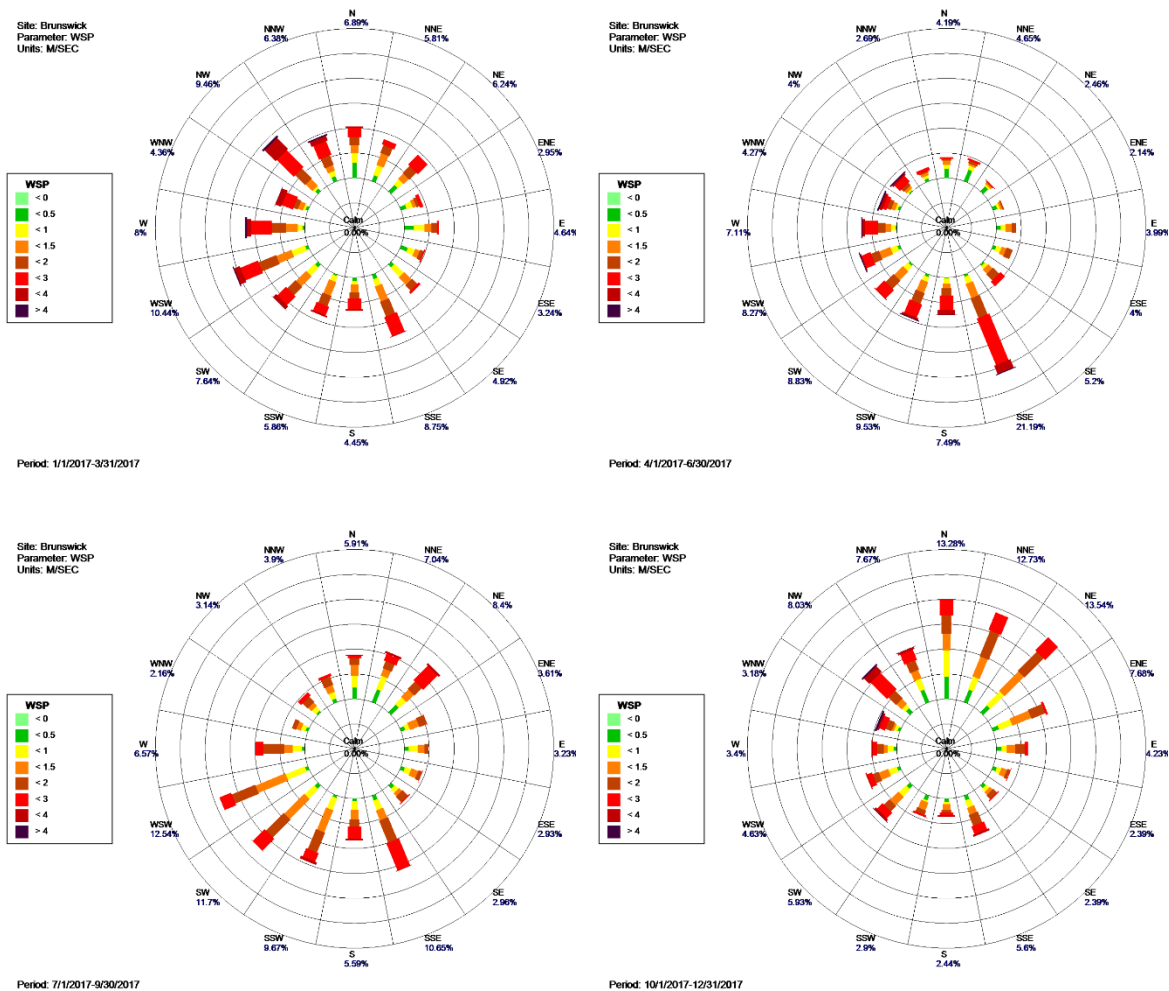 Site: Brunswick
Parameter: WSP
Units: M/SEC
N
6.89%
NNE
5.81%
NE
6.24%
ENE
2.95%
E
4.64%
ESE
3.24%
SE
4.92%
SSE
8.75%
S
4.45%
SSW
5.86%
SW
7.64%
WSW
10.44%
W
8%
WNW
4.36%
NW
9.46%
NNW
6.38%
Calm
0.00%
WSP
< 0
< 0.5
< 1
< 1.5
< 2
< 3
< 4
> 4
Period: 1/1/2017-3/31/2017
Site: Brunswick
Parameter: WSP
Units: M/SEC
N
4.19%
NNE
4.65%
NE
2.46%
ENE
2.14%
E
3.99%
ESE
4%
SE
5.2%
SSE
21.19%
S
7.49%
SSW
9.53%
SW
8.83%
WSW
8.27%
W
7.11%
WNW
4.27%
NW
4%
NNW
2.69%
Calm
0.00%
WSP
< 0
< 0.5
< 1
< 1.5
< 2
< 3
< 4
> 4
Period: 4/1/2017-6/30/2017
Site: Brunswick
Parameter: WSP
Units: M/SEC
N
5.91%
NNE
7.04%
NE
8.4%
ENE
3.61%
E
3.23%
ESE
2.93%
SE
2.96%
SSE
10.65%
S
5.59%
SSW
9.67%
SW
11.7%
WSW
12.54%
W
6.57%
WNW
2.16%
NW
3.14%
NNW
3.9%
Calm
0.00%
WSP
< 0
< 0.5
< 1
< 1.5
< 2
< 3
< 4
> 4
Period: 7/1/2017-9/30/2017
Site: Brunswick
Parameter: WSP
Units: M/SEC
N
13.28%
NNE
12.73%
NE
13.54%
ENE
7.68%
E
4.23%
ESE
2.39%
SE
2.39%
SSE
5.6%
S
2.44%
SSW
2.9%
SW
5.93%
WSW
4.63%
W
3.4%
WNW
3.18%
NW
8.03%
NNW
7.67%
Calm
0.00%
WSP
< 0
< 0.5
< 1
< 1.5
< 2
< 3
< 4
> 4
Period: 10/1/2017-12/31/2017